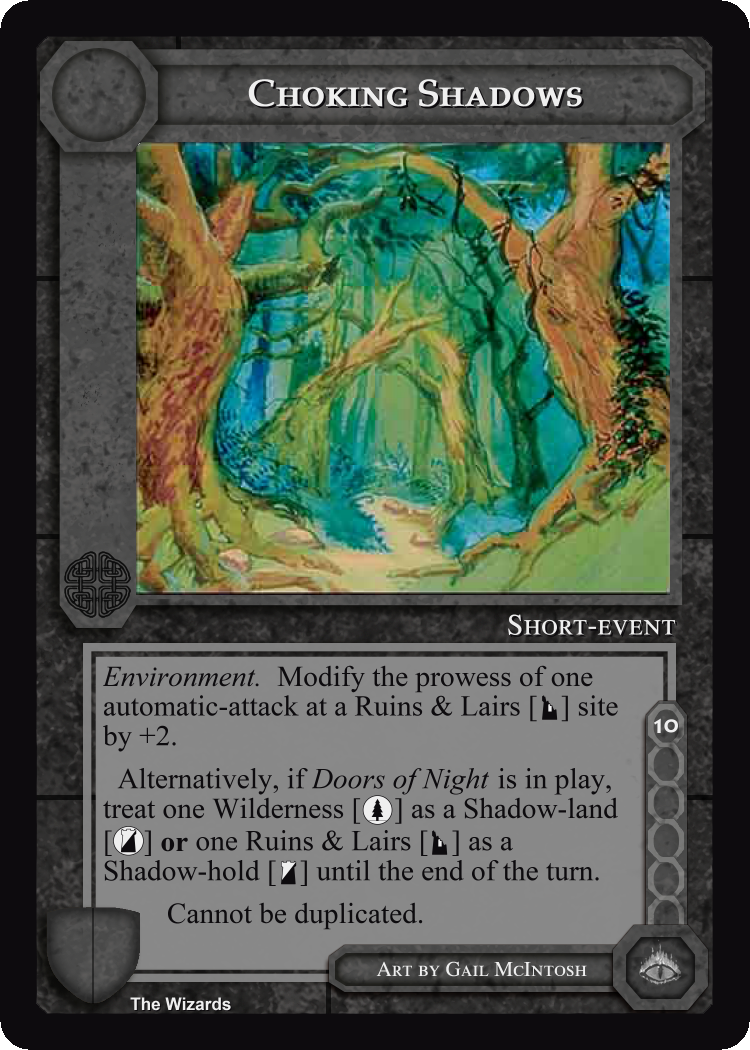 Choking Shadows
Short-event
Environment. Modify the prowess of one
automatic-attack at a Ruins & Lairs [] site
by +2.
Alternatively, if Doors of Night is in play,
treat one Wilderness [] as a Shadow-land
[] or one Ruins & Lairs [] as a
Shadow-hold [] until the end of the turn.
Cannot be duplicated.
10
Art by Gail McIntosh
The Wizards